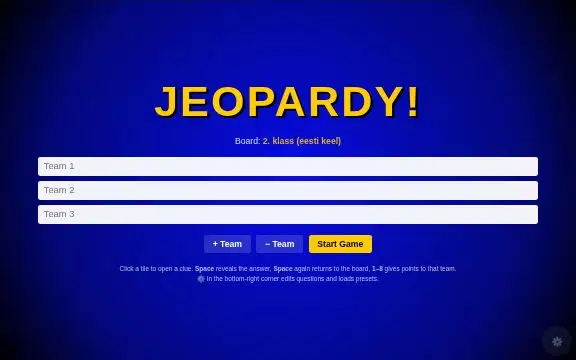 JEOPARDY!
Board: 2. klass (eesti keel)
Team 1
Team 2
Team 3
+ Team − Team Start Game
Click a tile to open a clue. Space reveals the answer, Space again returns to the board, 1–8 gives points to that team.
⚙️ in the bottom-right corner edits questions and loads presets.